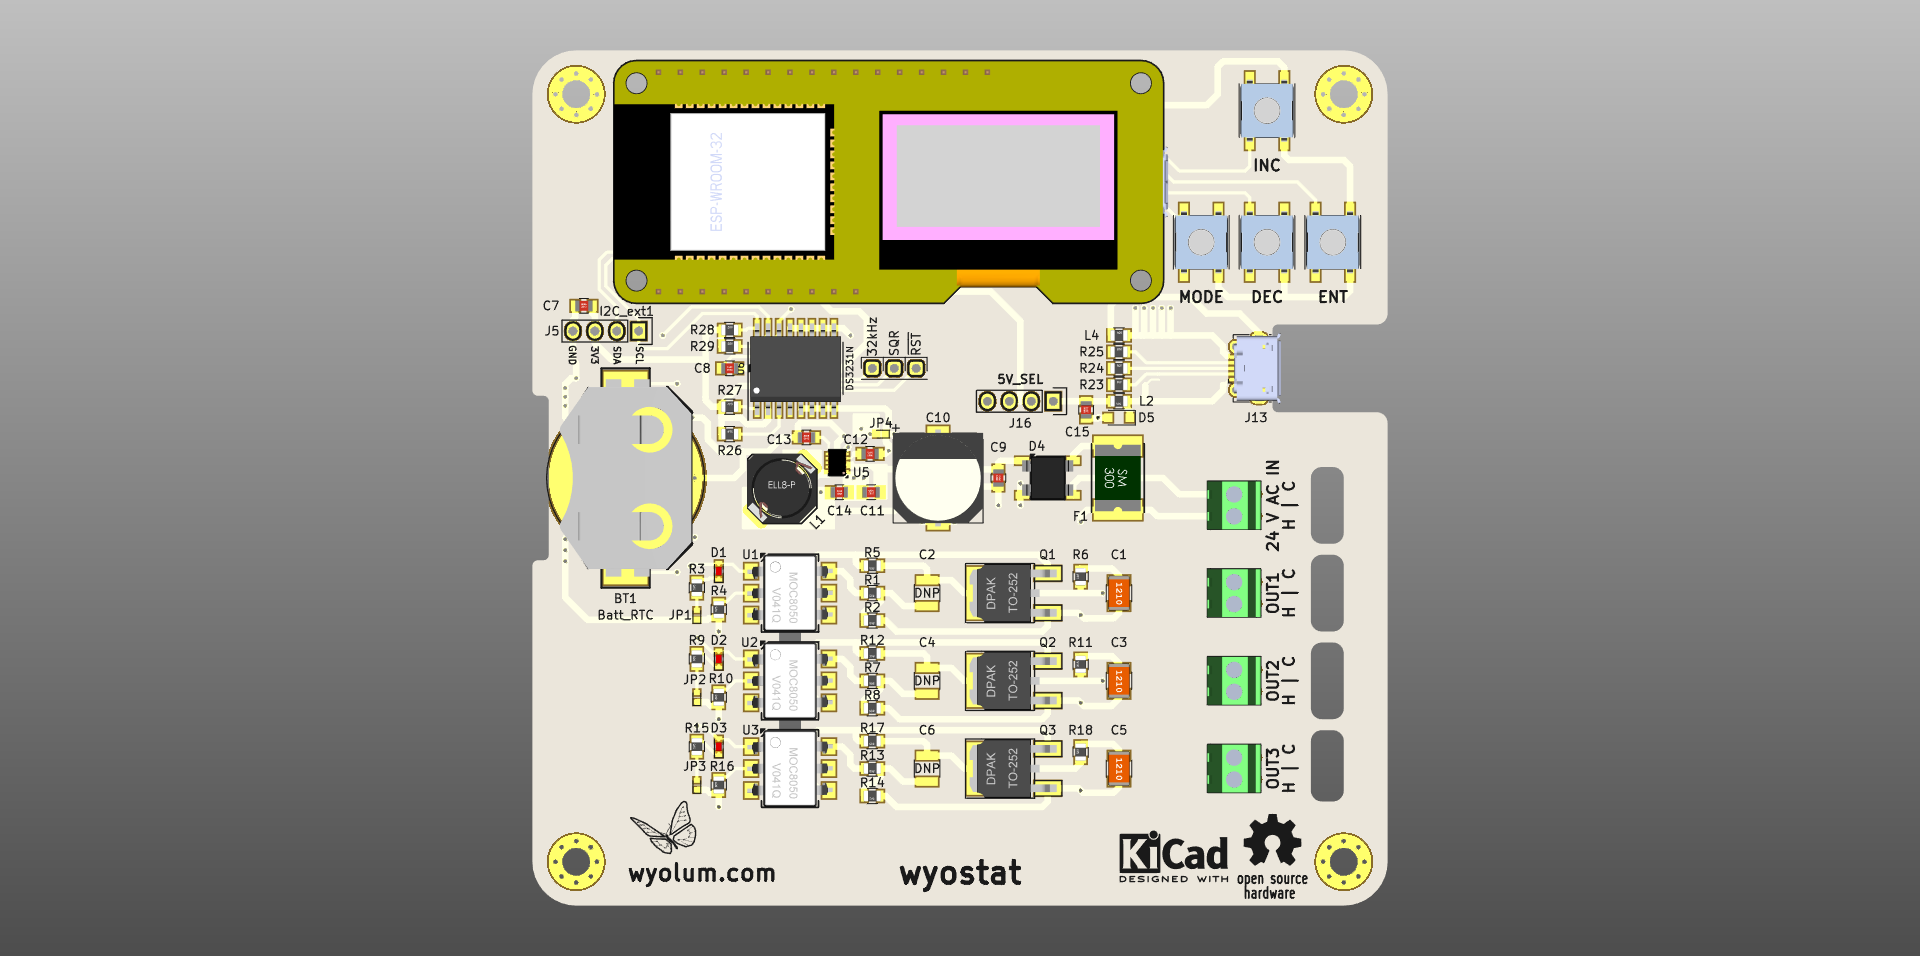 ESP-WROOM-32
INC
MODE
DEC
ENT
C7
I2C_ext1
J5
GND
3V3
SDA
SCL
R28
R29
C8
DS3231N
32kHz
SQR
RST
L4
R25
R24
R23
L2
D5
C15
J13
5V_SEL
J16
R27
R26
C13
C12
JP4
+
C10
U5
ELL8-P
L1
C14
C11
C9
D4
SM
300
F1
24 V AC IN
H | C
BT1
Batt_RTC
D1
U1
R3
R4
JP1
MOC8050
V041Q
R5
R1
R2
C2
DNP
Q1
DPAK
TO-252
R6
C1
1210
OUT1
H | C
R9
D2
U2
JP2
R10
MOC8050
V041Q
R12
R7
R8
C4
DNP
Q2
DPAK
TO-252
R11
C3
1210
OUT2
H | C
R15
D3
U3
JP3
R16
MOC8050
V041Q
R17
R13
R14
C6
DNP
Q3
DPAK
TO-252
R18
C5
1210
OUT3
H | C
wyolum.com
wyostat
KiCad
DESIGNED WITH
open source
hardware